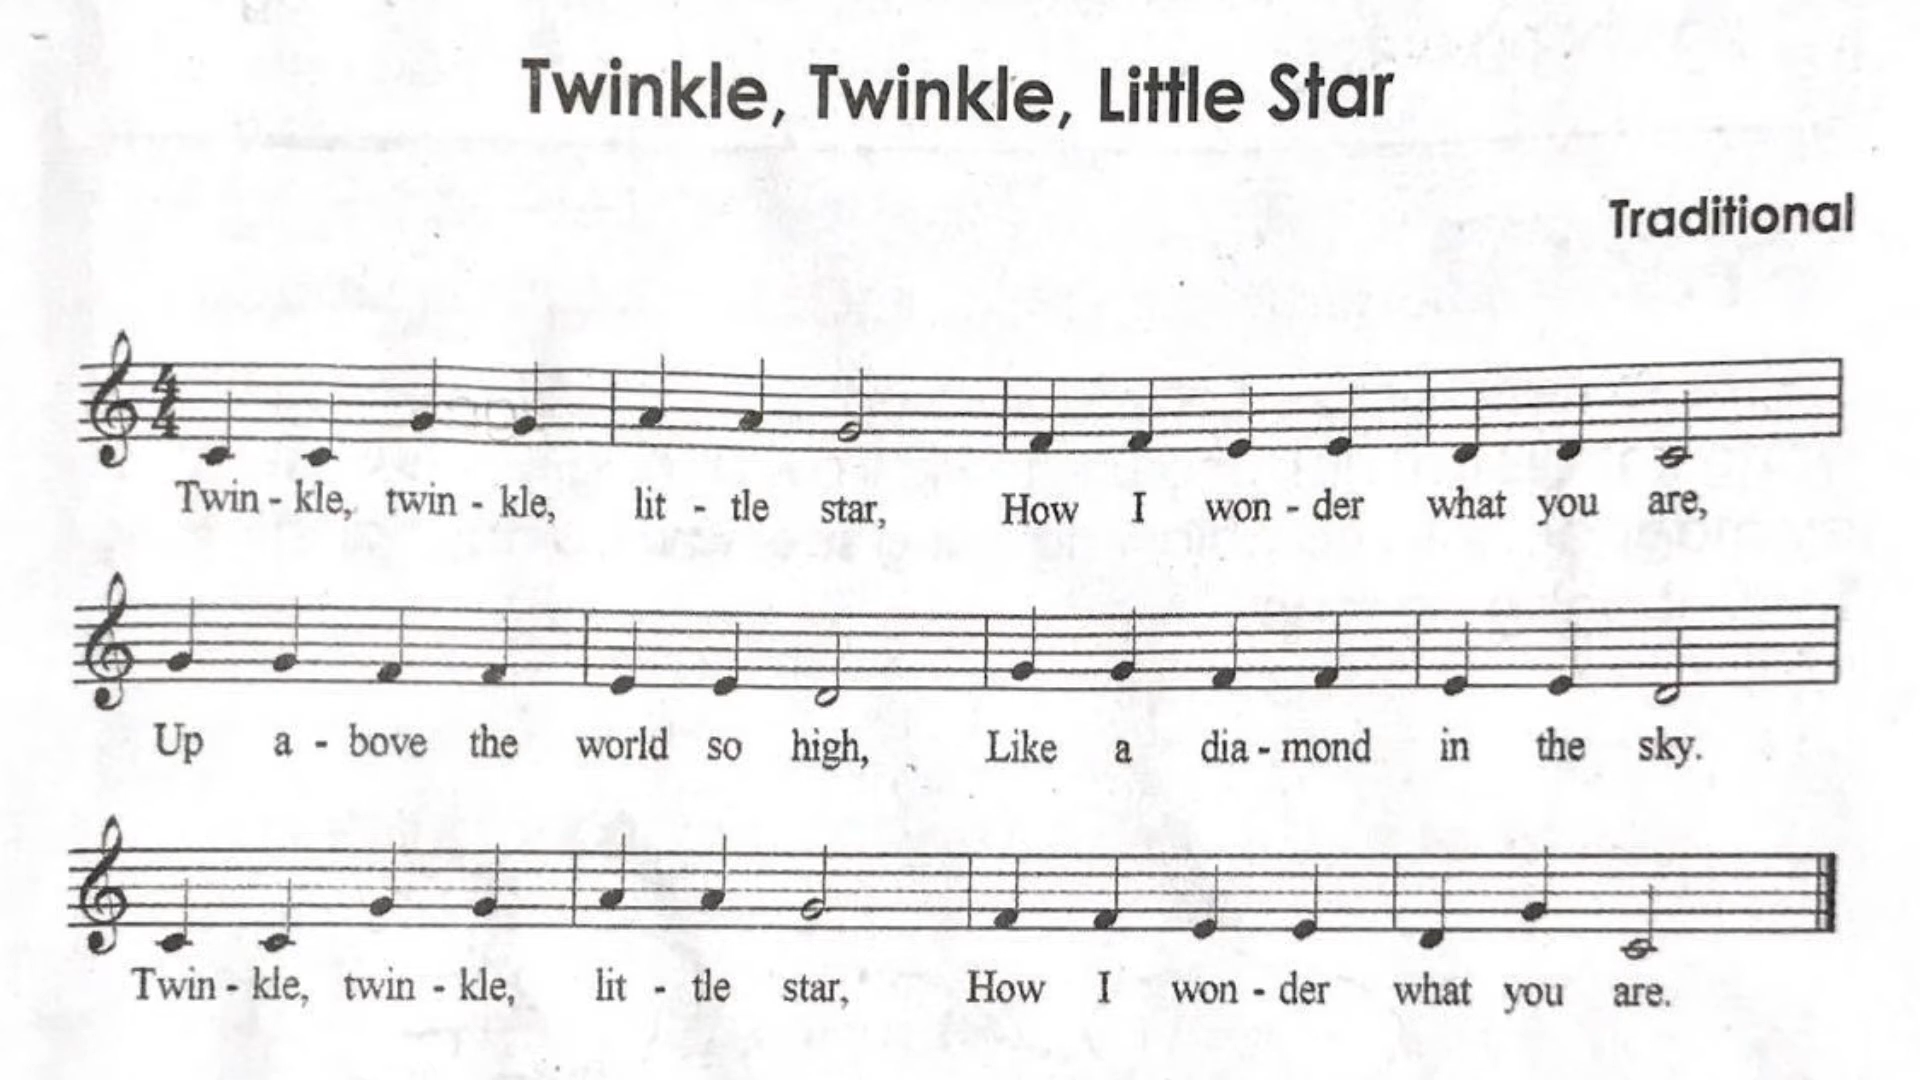 Twinkle, Twinkle, Little Star
Traditional
4
4
Twin - kle, twin - kle, lit - tle star, How I won - der what you are,
Up a - bove the world so high, Like a dia - mond in the sky.
Twin - kle, twin - kle, lit - tle star, How I won - der what you are.